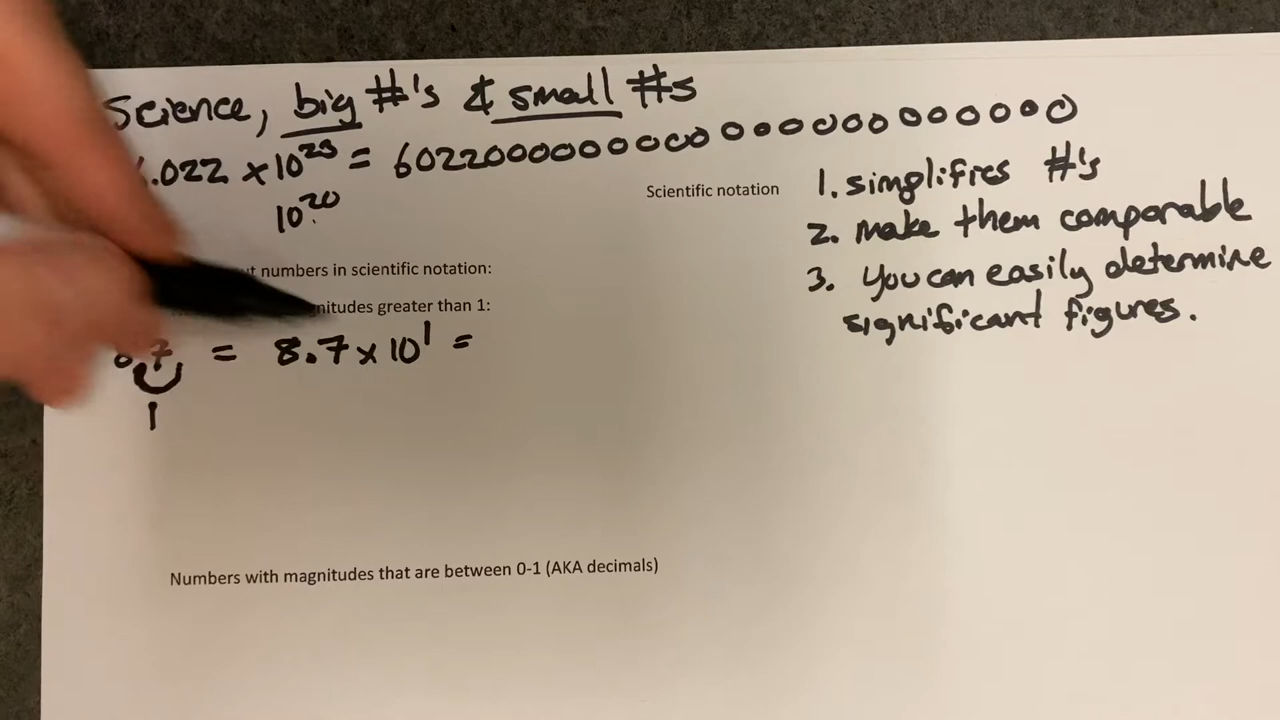 Science, big #'s & small #s
.022 x 10²³ = 602200000000000000000000
10²⁰
Scientific notation
1. simplifies #'s
2. make them comparable
3. you can easily determine
significant figures.
numbers in scientific notation:
magnitudes greater than 1:
87 = 8.7 x 10¹ =
1
Numbers with magnitudes that are between 0-1 (AKA decimals)